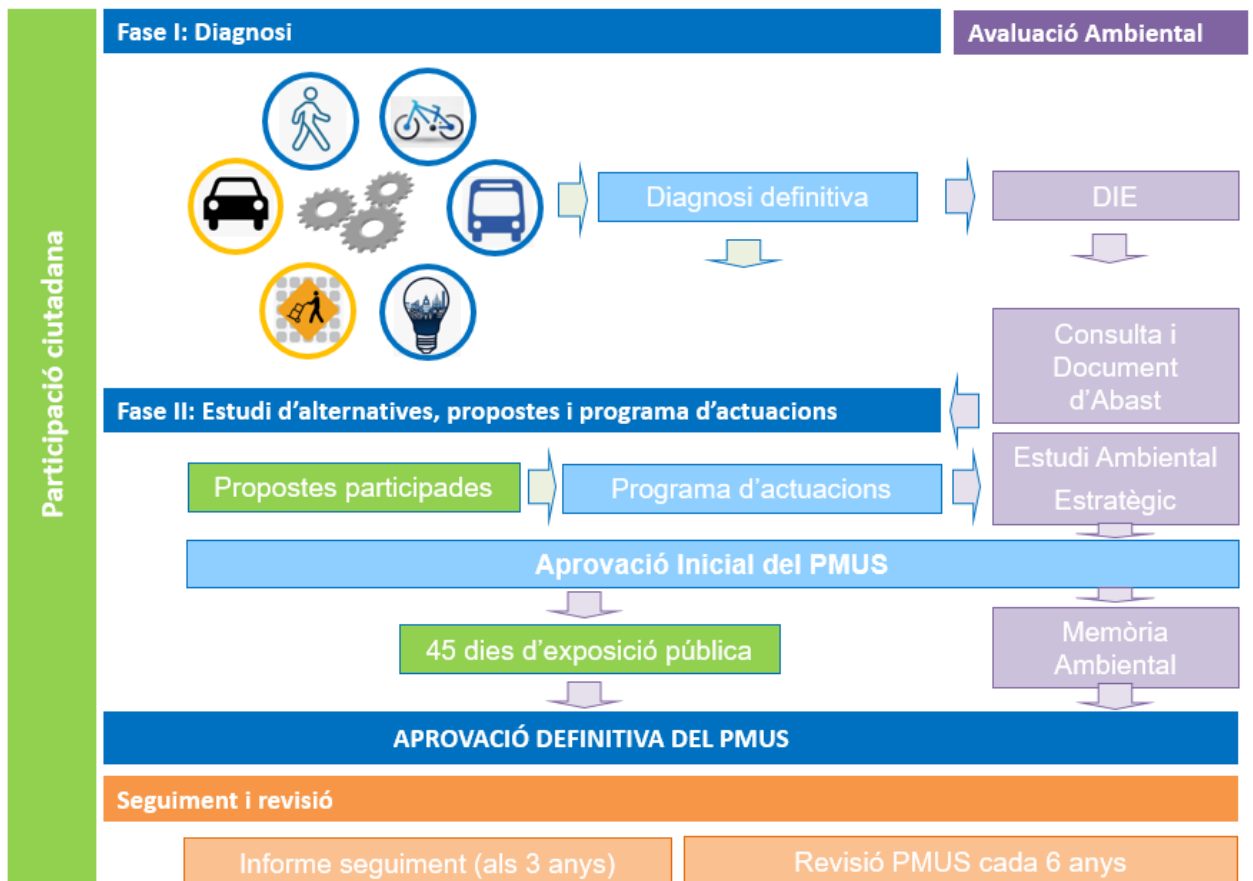 Participació ciutadana
Fase I: Diagnosi
Avaluació Ambiental
Diagnosi definitiva
DIE
Consulta i
Document
d'Abast
Fase II: Estudi d'alternatives, propostes i programa d'actuacions
Propostes participades
Programa d'actuacions
Estudi Ambiental
Estratègic
Aprovació Inicial del PMUS
45 dies d'exposició pública
Memòria
Ambiental
APROVACIÓ DEFINITIVA DEL PMUS
Seguiment i revisió
Informe seguiment (als 3 anys)
Revisió PMUS cada 6 anys